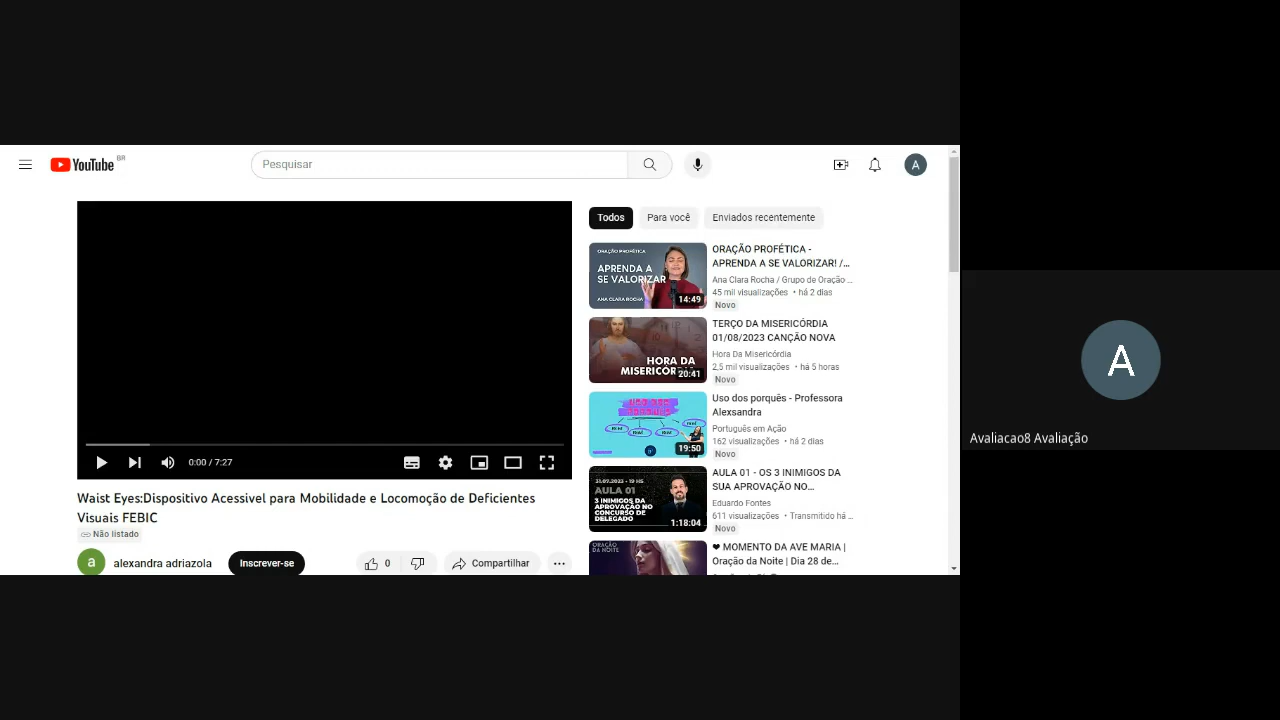 YouTube BR
Pesquisar
A
0:00 / 7:27
Waist Eyes:Dispositivo Acessivel para Mobilidade e Locomoção de Deficientes
Visuais FEBIC
Não listado
a
alexandra adriazola
Inscrever-se
0
Compartilhar
Todos
Para você
Enviados recentemente
ORAÇÃO PROFÉTICA
APRENDA A
SE VALORIZAR
ANA CLARA ROCHA
14:49
ORAÇÃO PROFÉTICA -
APRENDA A SE VALORIZAR! /...
Ana Clara Rocha / Grupo de Oração ...
45 mil visualizações • há 2 dias
Novo
HORA DA
20:41
TERÇO DA MISERICÓRDIA
01/08/2023 CANÇÃO NOVA
Hora Da Misericórdia
2,5 mil visualizações • há 5 horas
Novo
19:50
Uso dos porquês - Professora
Alexsandra
Português em Ação
162 visualizações • há 2 dias
Novo
31.07.2023 - 19 HS
AULA 01
3 INIMIGOS DA
APROVAÇÃO NO
CONCURSO DE
DELEGADO
1:18:04
AULA 01 - OS 3 INIMIGOS DA
SUA APROVAÇÃO NO...
Eduardo Fontes
611 visualizações • Transmitido há ...
Novo
ORAÇÃO
DA NOITE
❤ MOMENTO DA AVE MARIA |
Oração da Noite | Dia 28 de...
A
Avaliacao8 Avaliação